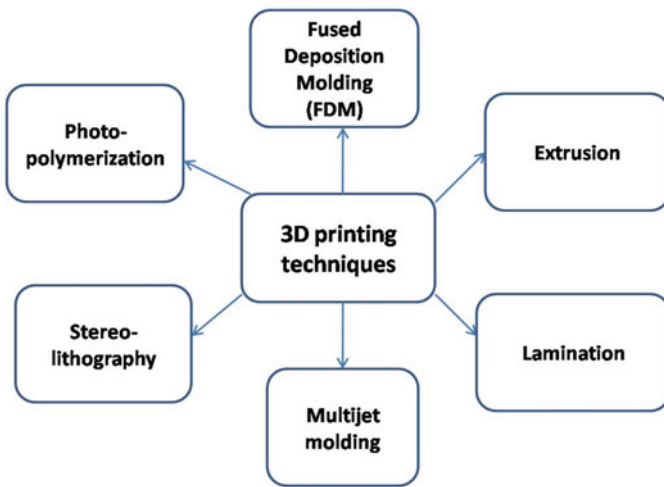 Fused
Deposition
Molding
(FDM)
Photo-
polymerization
Extrusion
3D printing
techniques
Stereo-
lithography
Lamination
Multijet
molding